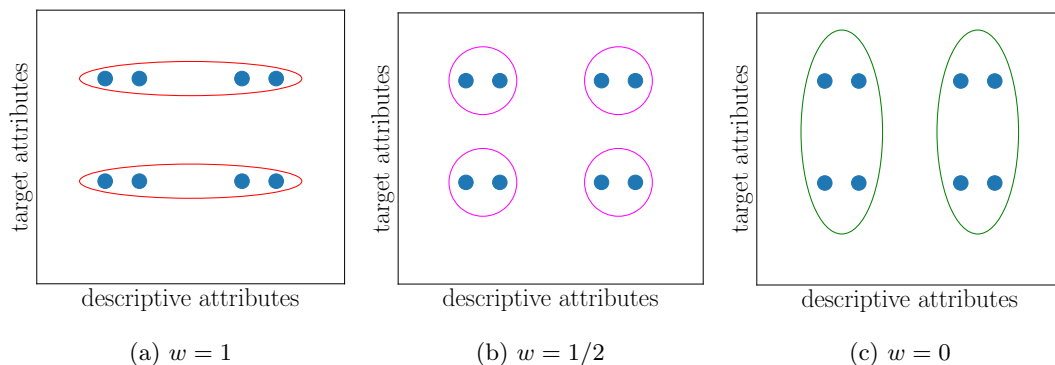 target attributes
descriptive attributes
(a) w = 1
target attributes
descriptive attributes
(b) w = 1/2
target attributes
descriptive attributes
(c) w = 0